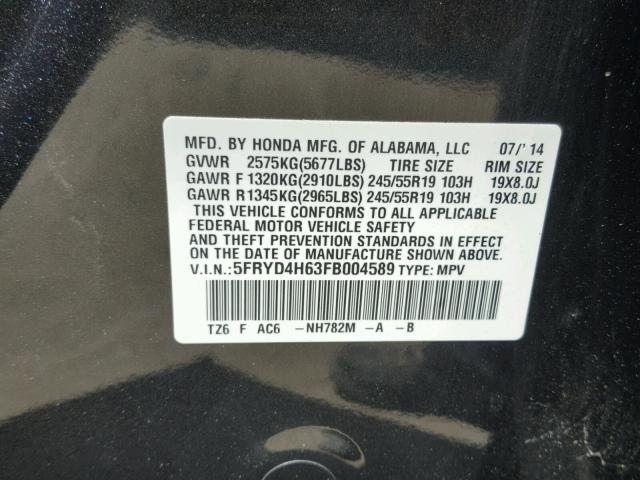 MFD. BY HONDA MFG. OF ALABAMA, LLC 07/' 14
GVWR 2575KG(5677LBS) TIRE SIZE RIM SIZE
GAWR F 1320KG(2910LBS) 245/55R19 103H 19X8.0J
GAWR R 1345KG(2965LBS) 245/55R19 103H 19X8.0J
THIS VEHICLE CONFORMS TO ALL APPLICABLE
FEDERAL MOTOR VEHICLE SAFETY
AND THEFT PREVENTION STANDARDS IN EFFECT
ON THE DATE OF MANUFACTURE SHOWN ABOVE.
V.I.N.:5FRYD4H63FB004589 TYPE: MPV
TZ6 F AC6 -NH782M -A -B